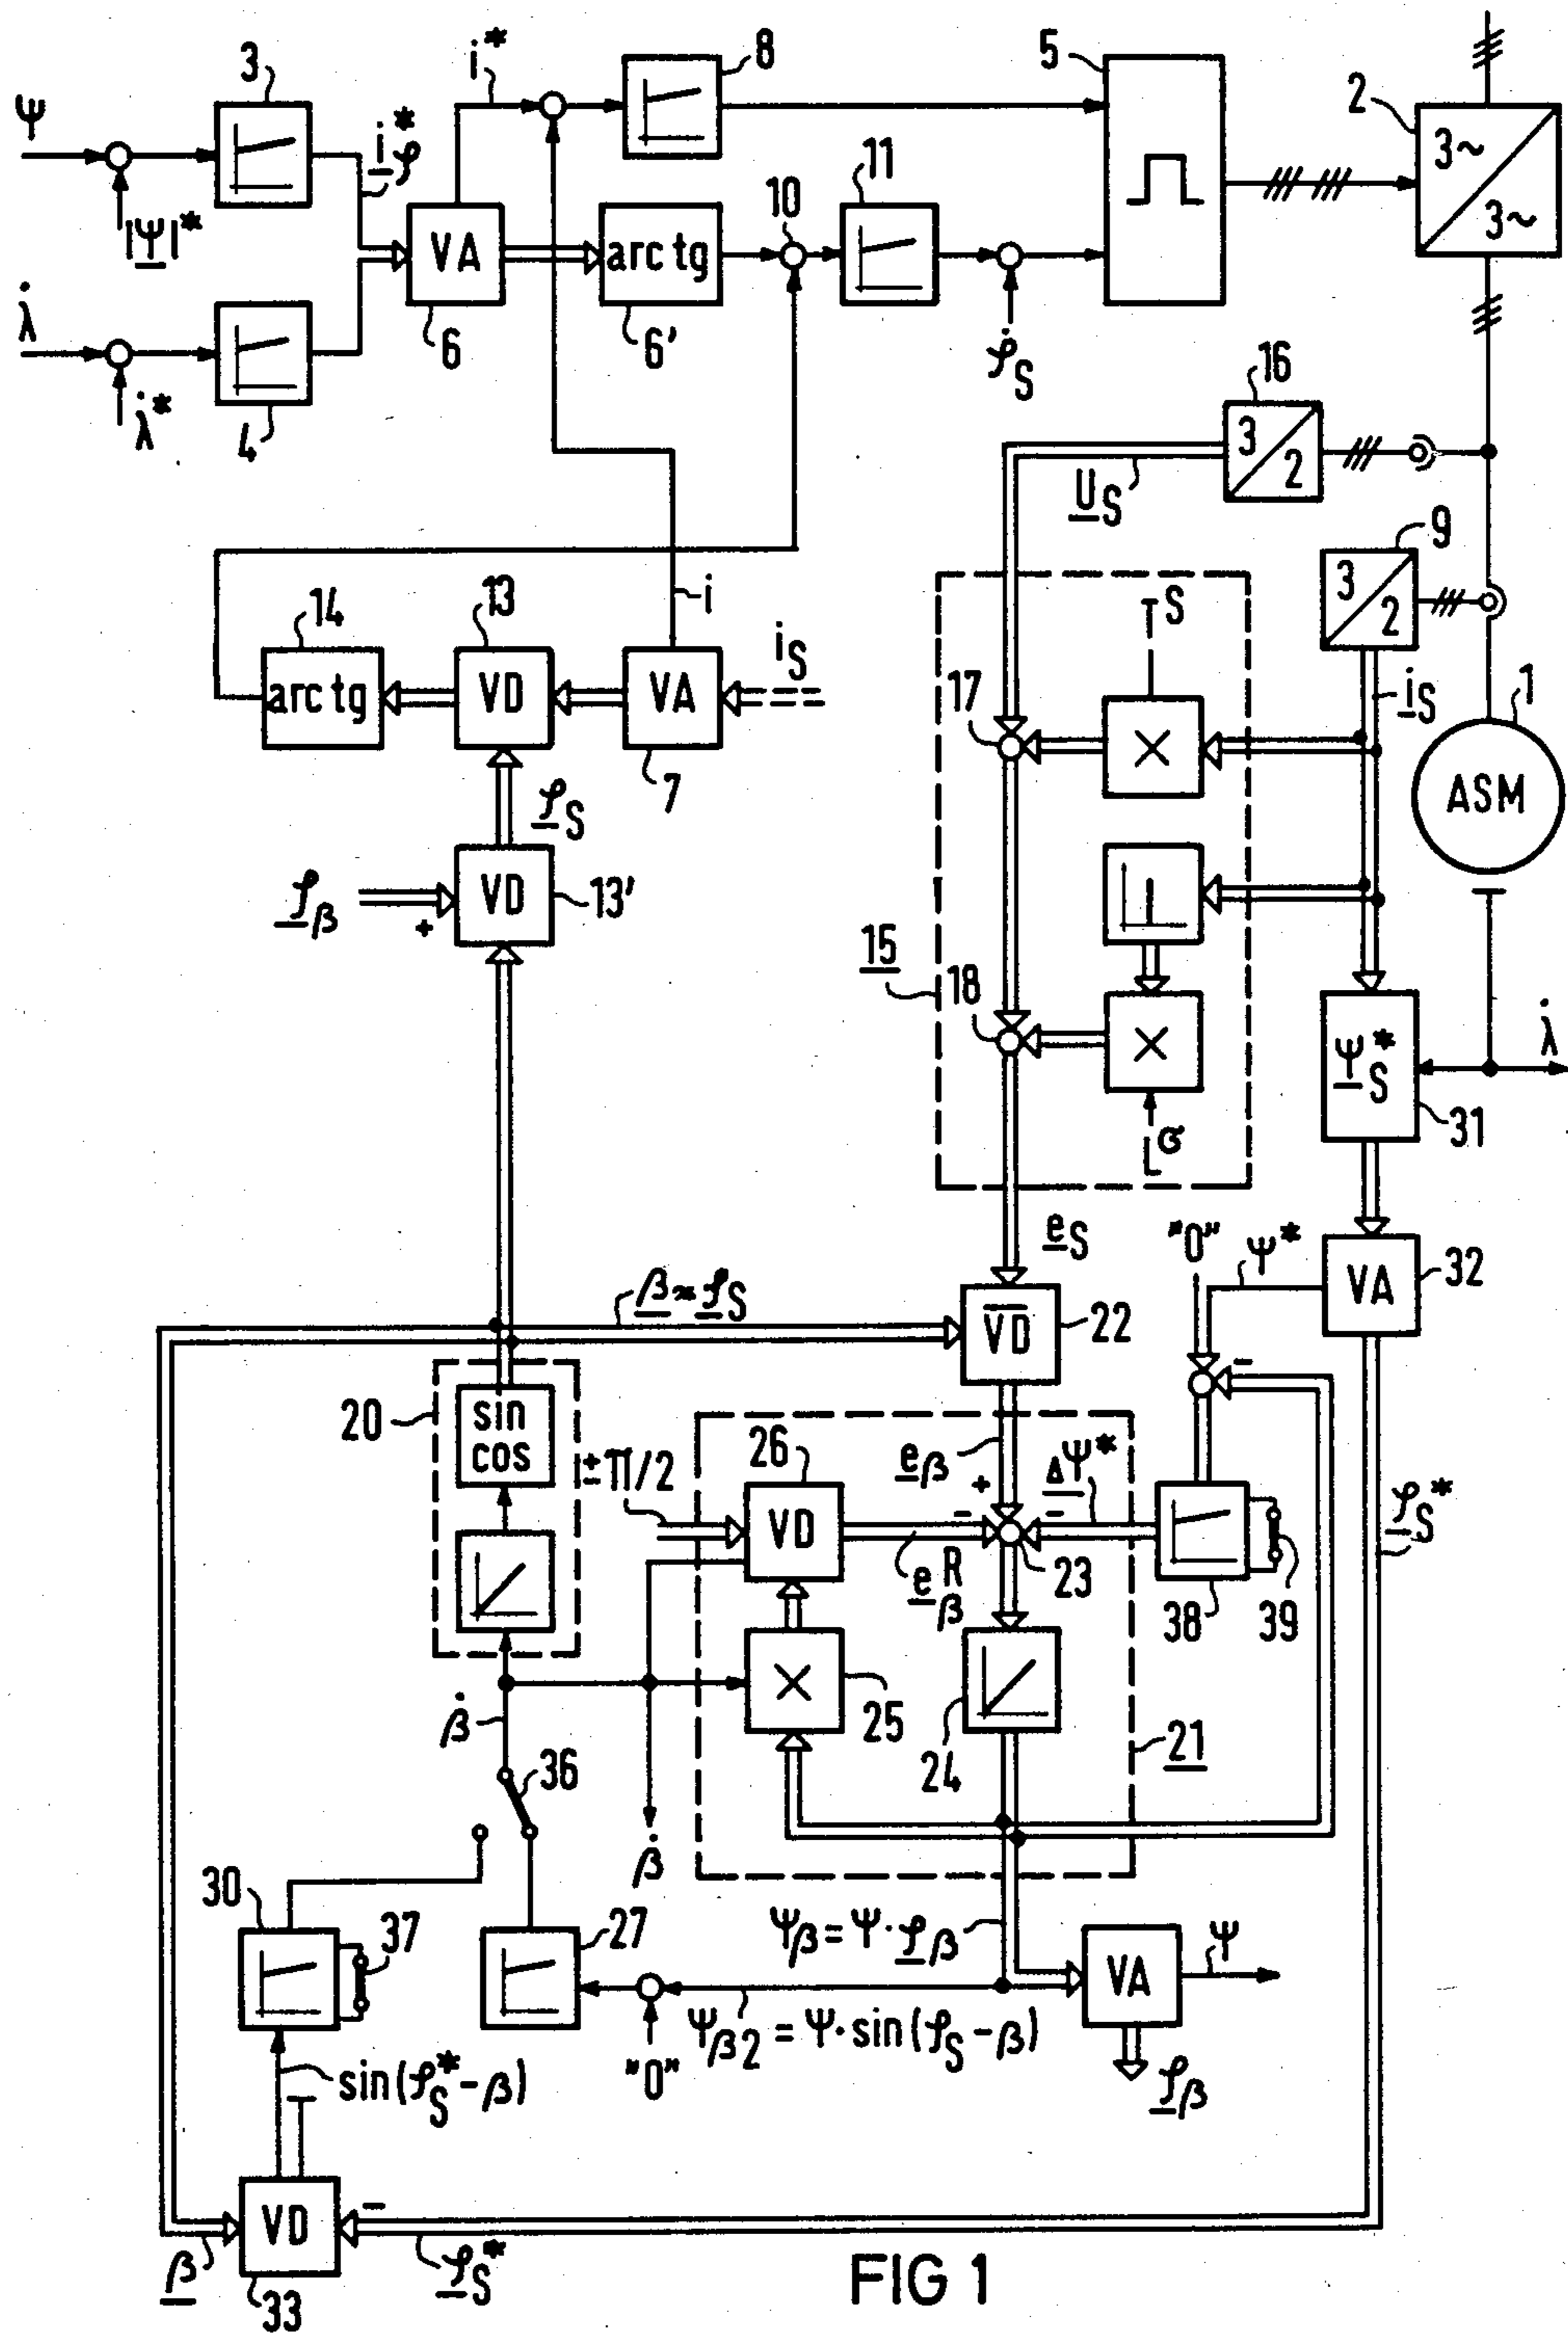 3
i*
8
5
2
ψ
i*φ
3~
3~
|ψ|*
VA
arc tg
10
11
6
6'
λ̇
φ̇S
λ̇*
4
16
3
2
US
9
3
2
i
S
14
13
iS
iS
1
arc tg
VD
VA
17
×
ASM
7
φS
φβ
VD
13'
+
15
18
×
ψS*
λ̇
31
σ
eS
"0"
ψ*
VA
32
β≈φS
VD
22
-
20
sin
cos
±π/2
26
eβ
Δψ*
+
VD
-
-
φS*
eβR
23
38
39
×
25
β̇
24
21
36
β̇
30
37
27
ψβ=ψ·φβ
VA
ψ
ψβ2 = ψ·sin(φS-β)
"0"
φβ
sin(φS*-β)
VD
-
β
φS*
33
FIG 1